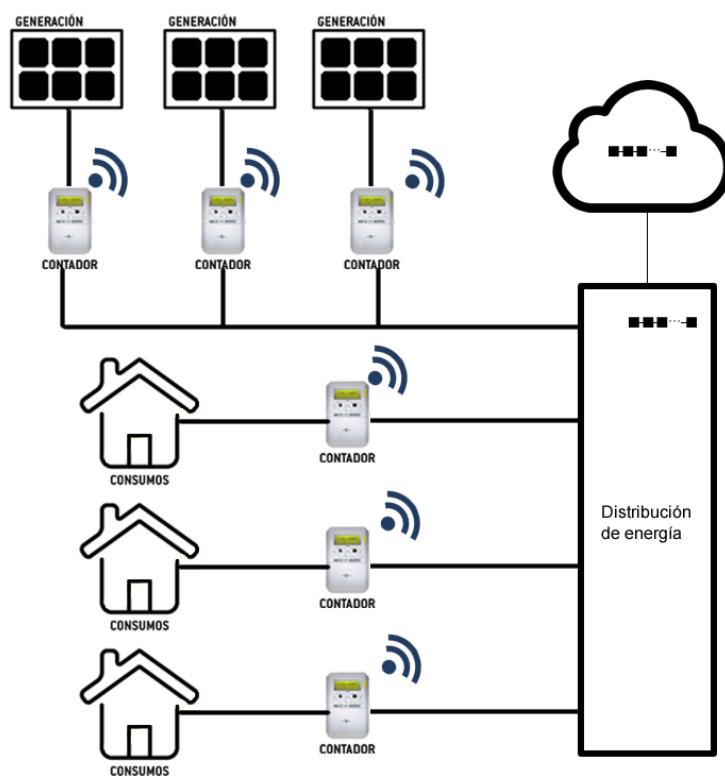 GENERACIÓN
GENERACIÓN
GENERACIÓN
CONTADOR
CONTADOR
CONTADOR
CONTADOR
CONSUMOS
Distribución
de energía
CONTADOR
CONSUMOS
CONTADOR
CONSUMOS